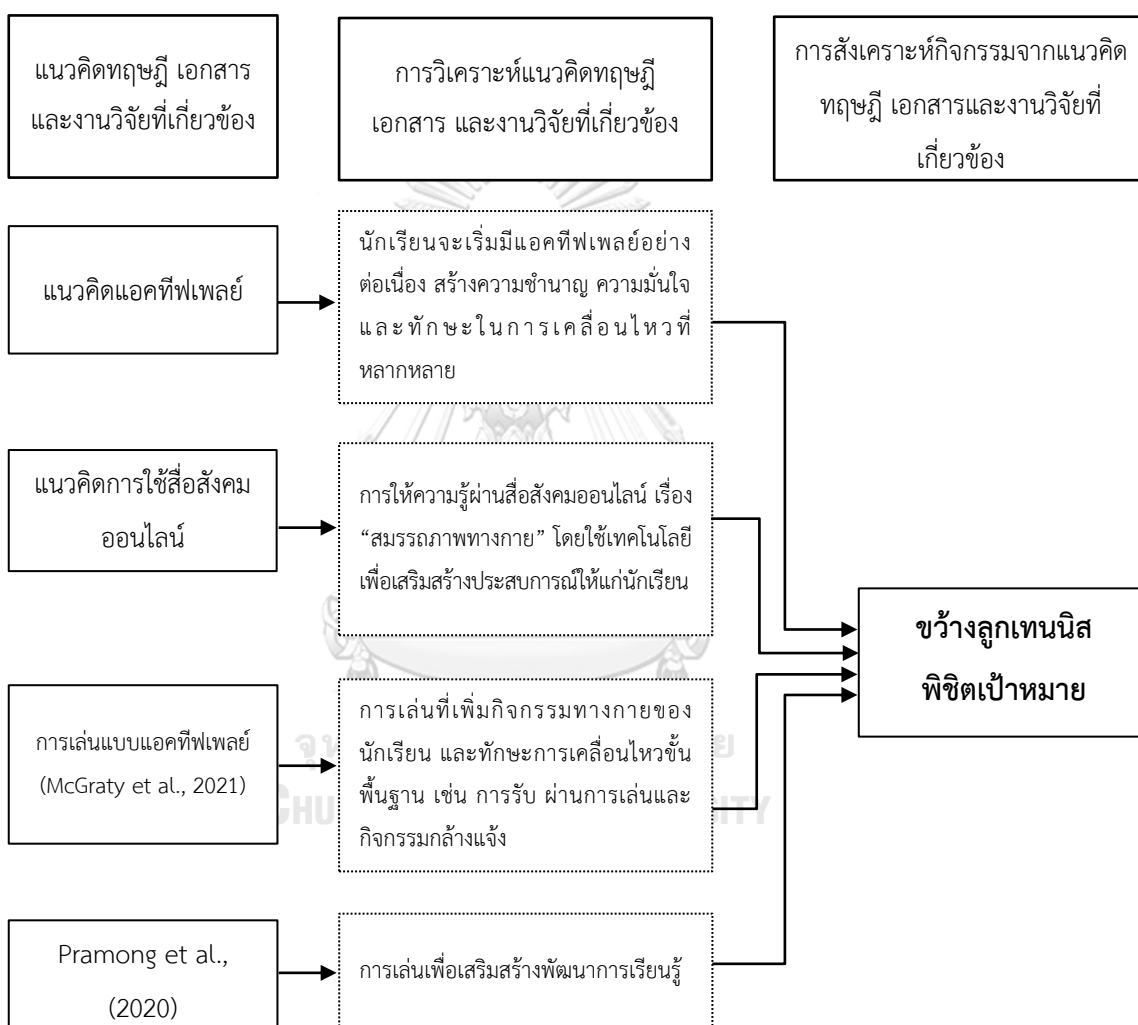 แนวคิดทฤษฎี เอกสาร
และงานวิจัยที่เกี่ยวข้อง
การวิเคราะห์แนวคิดทฤษฎี
เอกสาร และงานวิจัยที่เกี่ยวข้อง
การสังเคราะห์กิจกรรมจากแนวคิด
ทฤษฎี เอกสารและงานวิจัยที่
เกี่ยวข้อง
แนวคิดแอคทีฟเพลย์
นักเรียนจะเริ่มมีแอคทีฟเพลย์อย่าง
ต่อเนื่อง สร้างความชำนาญ ความมั่นใจ
และทักษะในการเคลื่อนไหวที่
หลากหลาย
แนวคิดการใช้สื่อสังคม
ออนไลน์
การให้ความรู้ผ่านสื่อสังคมออนไลน์ เรื่อง
“สมรรถภาพทางกาย” โดยใช้เทคโนโลยี
เพื่อเสริมสร้างประสบการณ์ให้แก่นักเรียน
การเล่นแบบแอคทีฟเพลย์
(McGraty et al., 2021)
การเล่นที่เพิ่มกิจกรรมทางกายของ
นักเรียน และทักษะการเคลื่อนไหวขั้น
พื้นฐาน เช่น การรับ ผ่านการเล่นและ
กิจกรรมกล้างแจ้ง
Pramong et al.,
(2020)
การเล่นเพื่อเสริมสร้างพัฒนาการเรียนรู้
ขว้างลูกเทนนิส
พิชิตเป้าหมาย